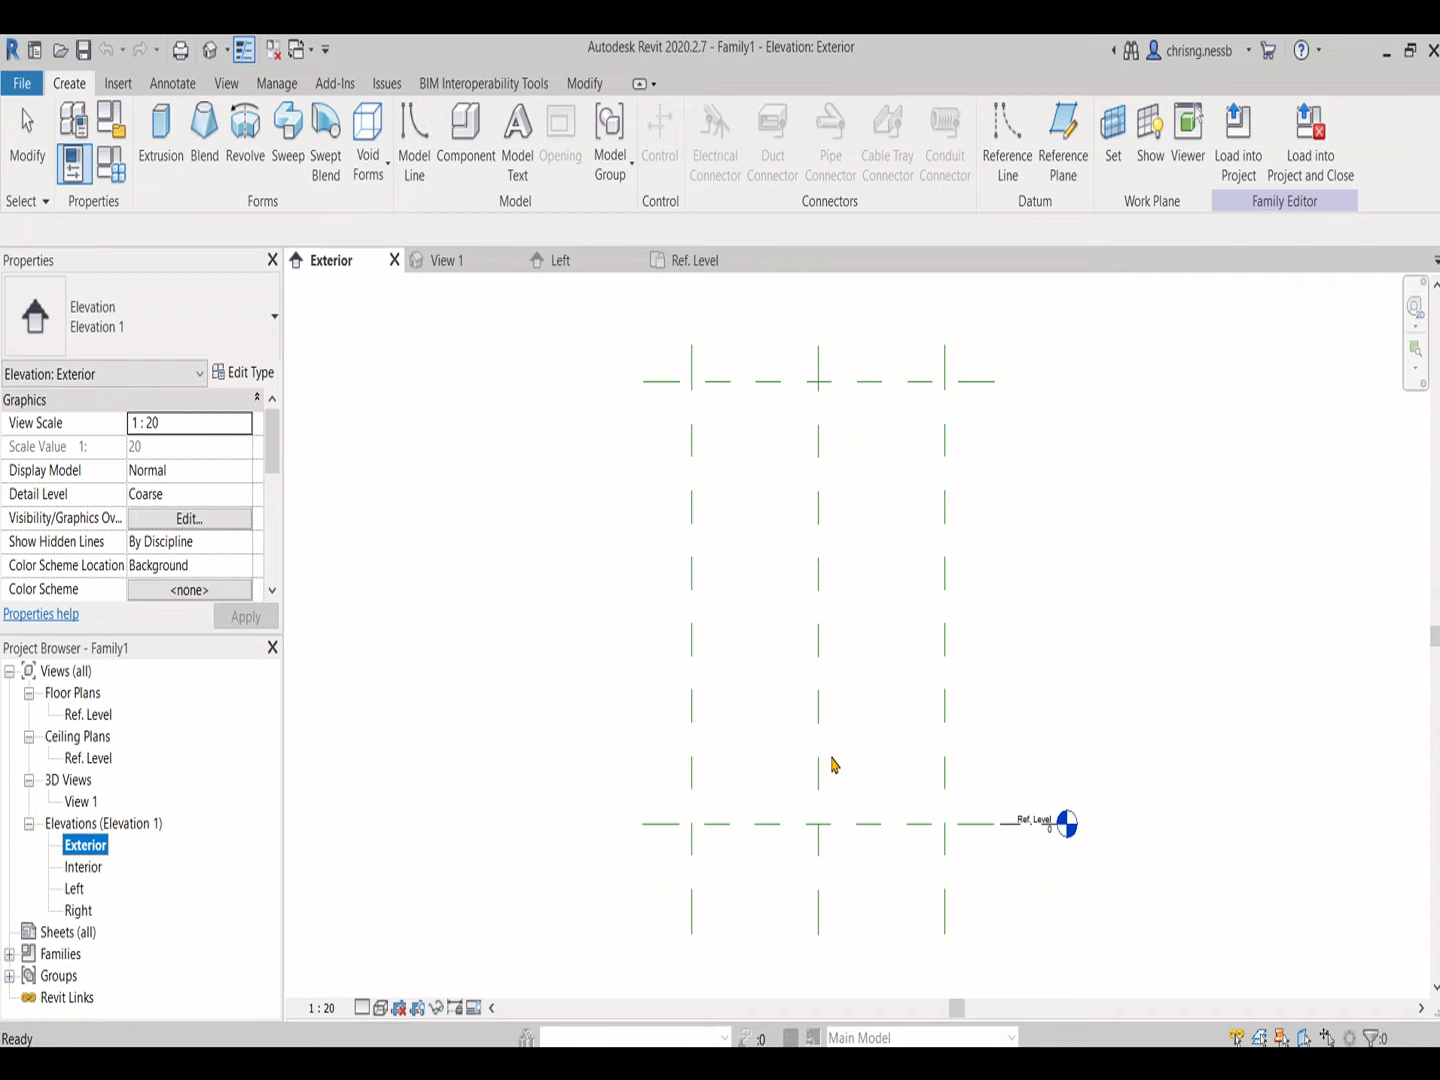 Autodesk Revit 2020.2.7 - Family1 - Elevation: Exterior
chrisng.nessb
File Create Insert Annotate View Manage Add-Ins Issues BIM Interoperability Tools Modify
Modify
Extrusion Blend Revolve Sweep Swept Blend Void Forms
Model Line Component Model Text Opening Model Group
Control
Electrical Connector Duct Connector Pipe Connector Cable Tray Connector Conduit Connector
Reference Line Reference Plane
Set Show Viewer
Load into Project Load into Project and Close
Select Properties Forms Model Control Connectors Datum Work Plane Family Editor
Properties
Exterior View 1 Left Ref. Level
Elevation
Elevation 1
Elevation: Exterior Edit Type
Graphics
View Scale 1 : 20
Scale Value 1: 20
Display Model Normal
Detail Level Coarse
Visibility/Graphics Ov... Edit...
Show Hidden Lines By Discipline
Color Scheme Location Background
Color Scheme <none>
Properties help Apply
Project Browser - Family1
Views (all)
Floor Plans
Ref. Level
Ceiling Plans
Ref. Level
3D Views
View 1
Elevations (Elevation 1)
Exterior
Interior
Left
Right
Sheets (all)
Families
Groups
Revit Links
Ref. Level
0
1 : 20
Ready
:0
Main Model
:0